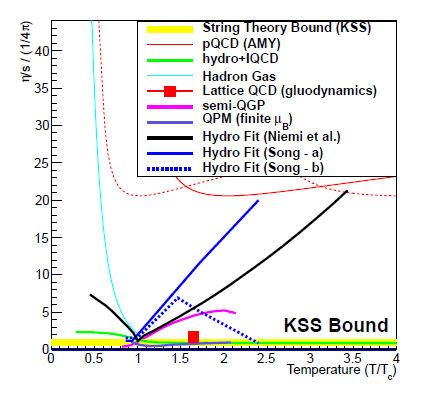 η/s / (1/4π)
40
35
30
25
20
15
10
5
0
String Theory Bound (KSS)
pQCD (AMY)
hydro+lQCD
Hadron Gas
Lattice QCD (gluodynamics)
semi-QGP
QPM (finite μB)
Hydro Fit (Niemi et al.)
Hydro Fit (Song - a)
Hydro Fit (Song - b)
KSS Bound
0 0.5 1 1.5 2 2.5 3 3.5 4
Temperature (T/Tc)